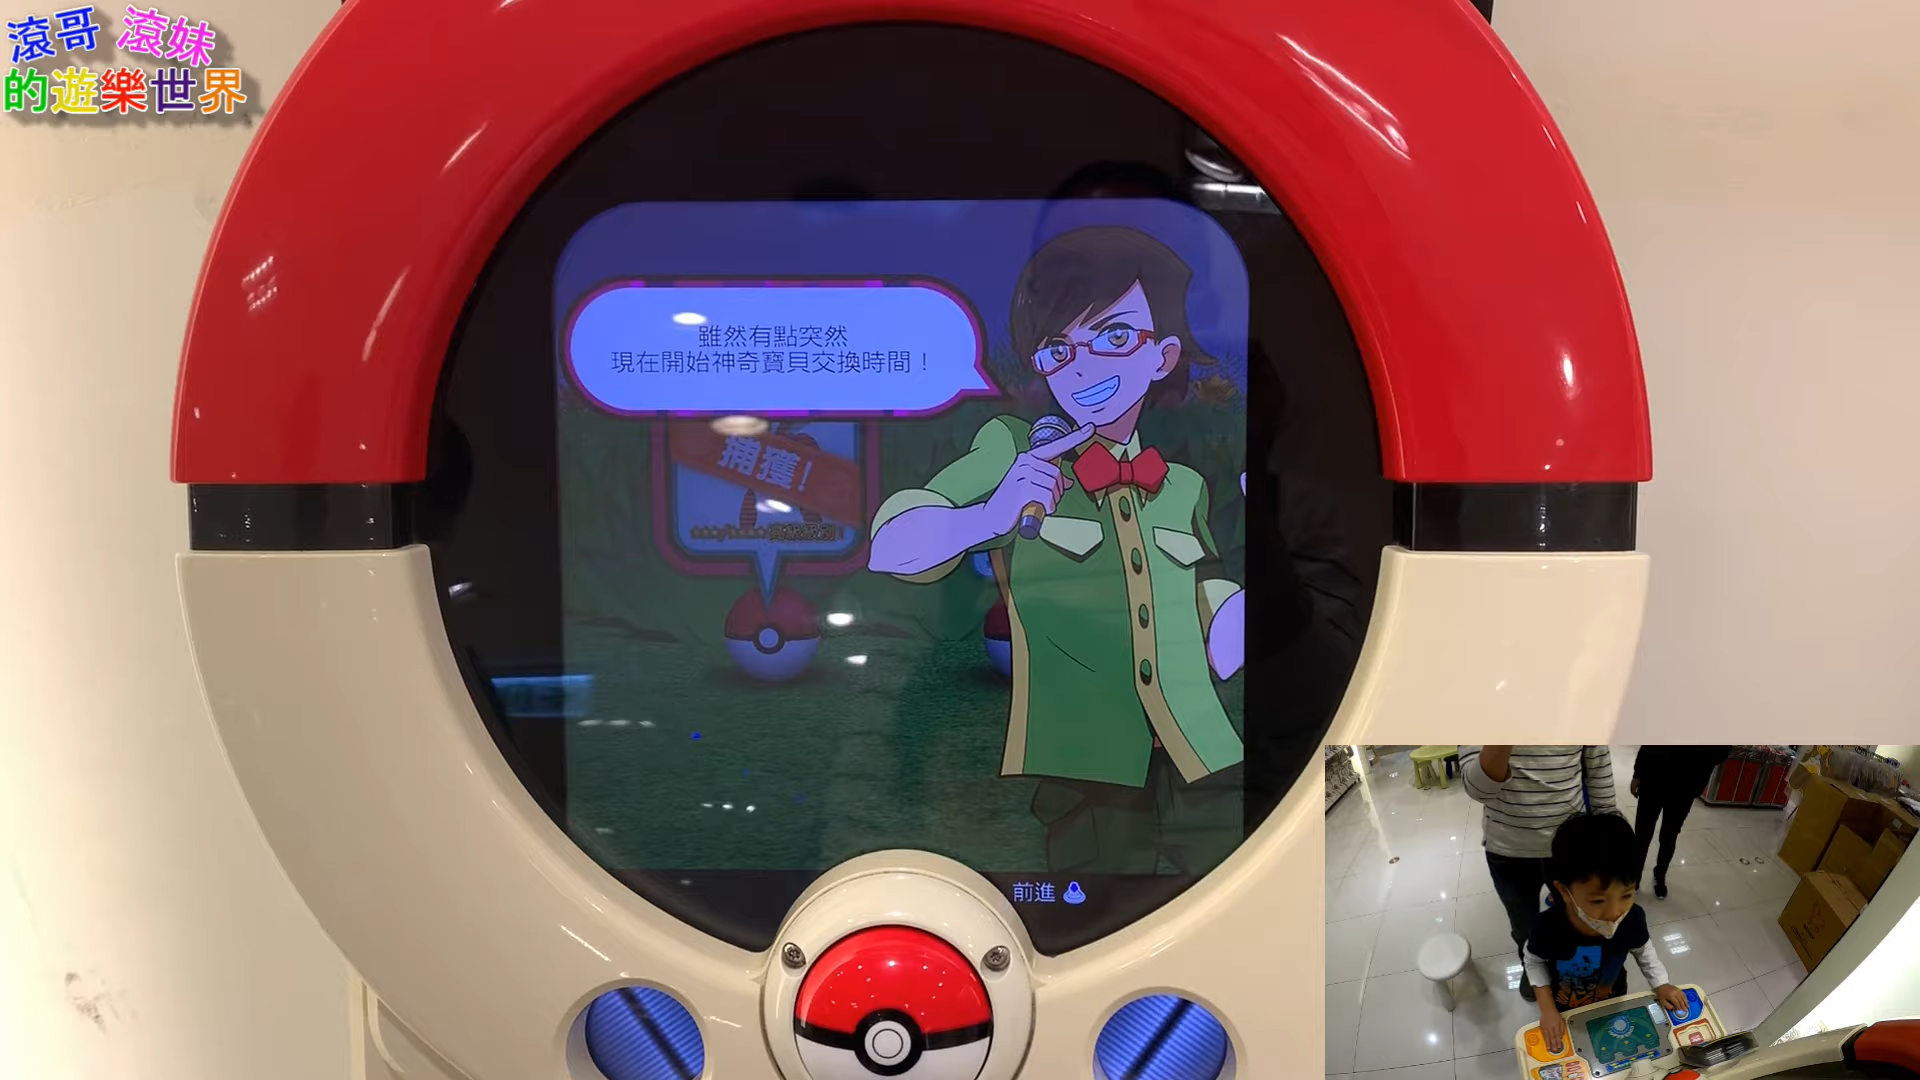 滾哥 滾妹
的遊樂世界
雖然有點突然
現在開始神奇寶貝交換時間！
捕獲！
前進